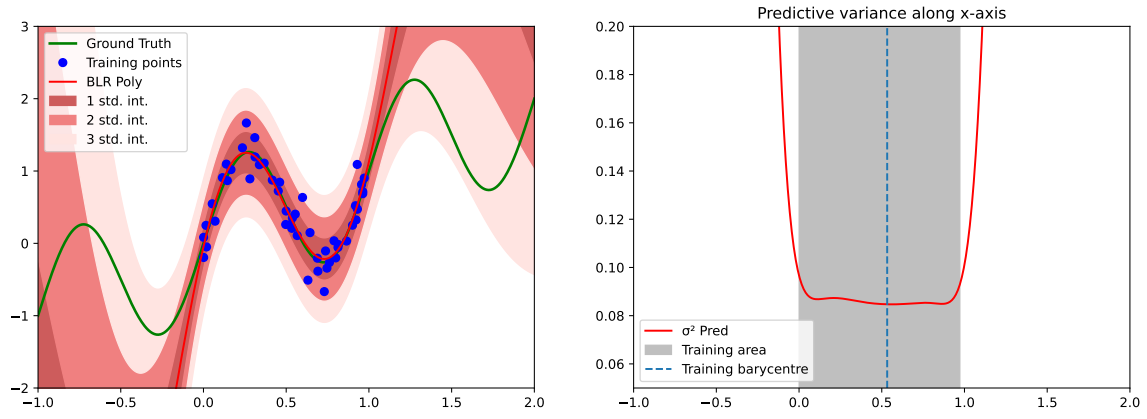 Predictive variance along x-axis
3
2
1
0
−1
−2
−1.0
−0.5
0.0
0.5
1.0
1.5
2.0
Ground Truth
Training points
BLR Poly
1 std. int.
2 std. int.
3 std. int.
0.20
0.18
0.16
0.14
0.12
0.10
0.08
0.06
−1.0
−0.5
0.0
0.5
1.0
1.5
2.0
σ² Pred
Training area
Training barycentre